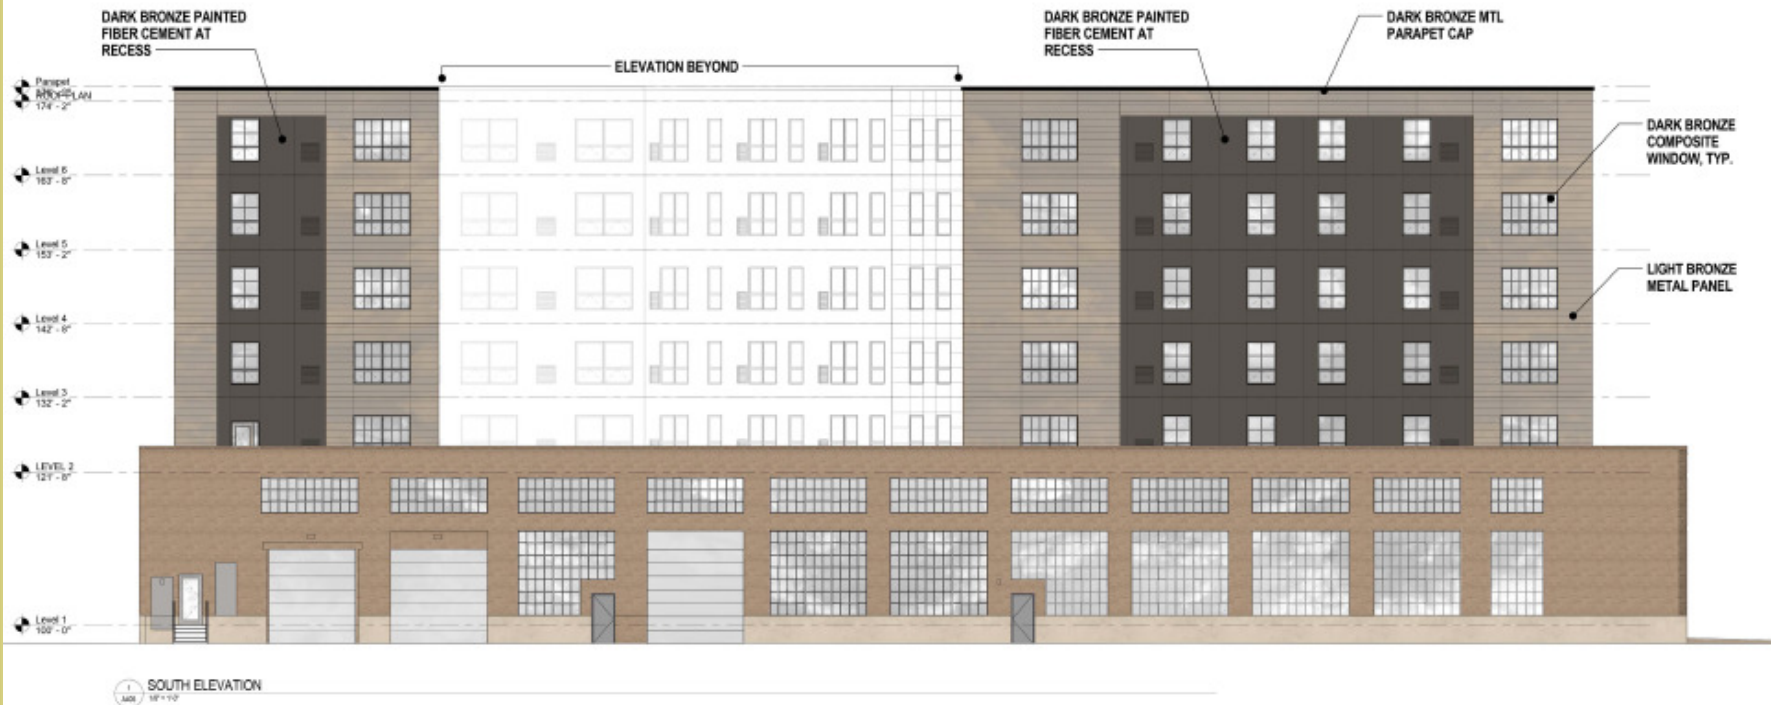 DARK BRONZE PAINTED
FIBER CEMENT AT
RECESS
ELEVATION BEYOND
DARK BRONZE PAINTED
FIBER CEMENT AT
RECESS
DARK BRONZE MTL
PARAPET CAP
DARK BRONZE
COMPOSITE
WINDOW, TYP.
LIGHT BRONZE
METAL PANEL
Parapet
ROOF PLAN
174' - 2"
Level 6
163' - 8"
Level 5
153' - 2"
Level 4
142' - 8"
Level 3
132' - 2"
LEVEL 2
121' - 8"
Level 1
100' - 0"
1
SOUTH ELEVATION